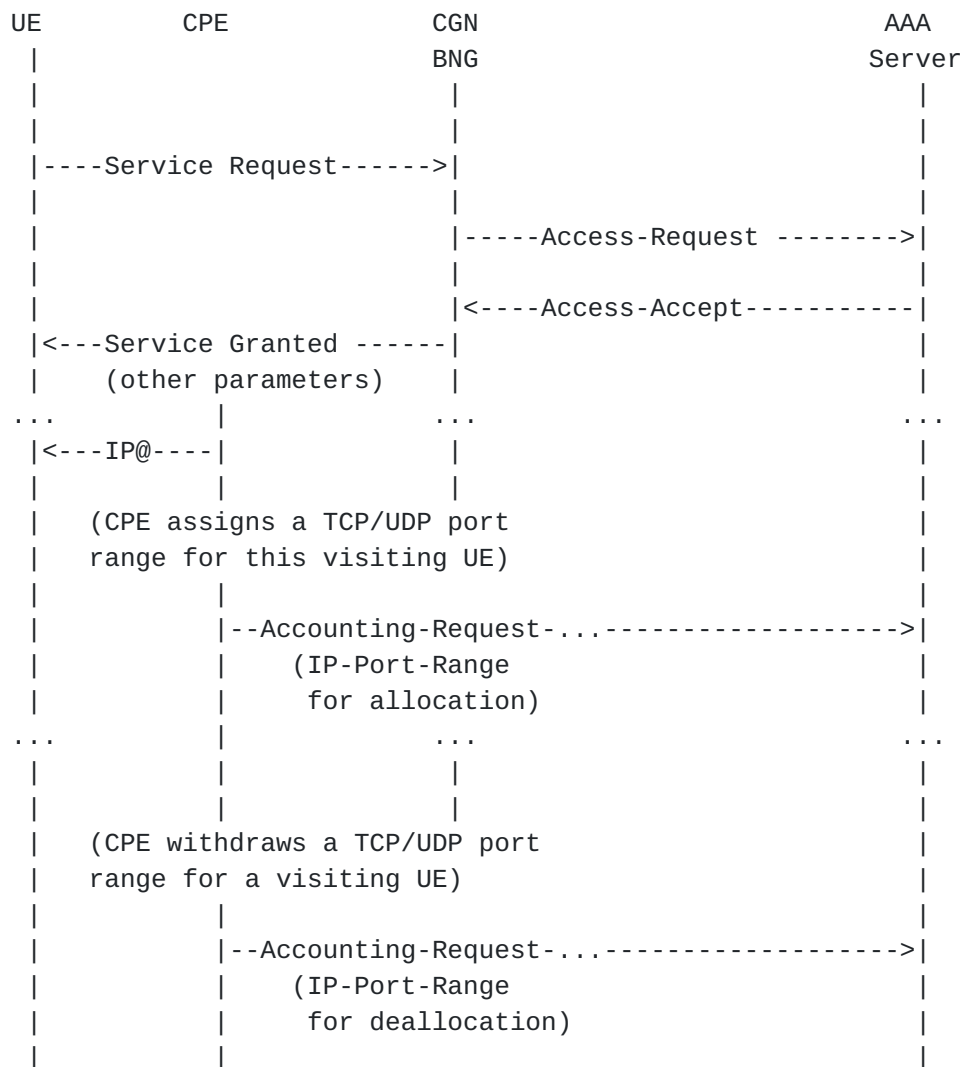 UE         CPE             CGN                            AAA
 |                         BNG                         Server
 |                           |                              |
 |                           |                              |
 |----Service Request------>|                              |
 |                           |                              |
 |                           |-----Access-Request -------->|
 |                           |                              |
 |                           |<----Access-Accept-----------|
 |<---Service Granted ------|                              |
 |    (other parameters)    |                              |
...          |             ...                            ...
 |<---IP@----|              |                              |
 |           |              |                              |
 |   (CPE assigns a TCP/UDP port                           |
 |   range for this visiting UE)                           |
 |           |                                             |
 |           |--Accounting-Request-...------------------->|
 |           |    (IP-Port-Range                           |
 |           |     for allocation)                         |
...          |             ...                            ...
 |           |              |                              |
 |           |              |                              |
 |   (CPE withdraws a TCP/UDP port                         |
 |   range for a visiting UE)                              |
 |           |                                             |
 |           |--Accounting-Request-...------------------->|
 |           |    (IP-Port-Range                           |
 |           |     for deallocation)                       |
 |           |                                             |